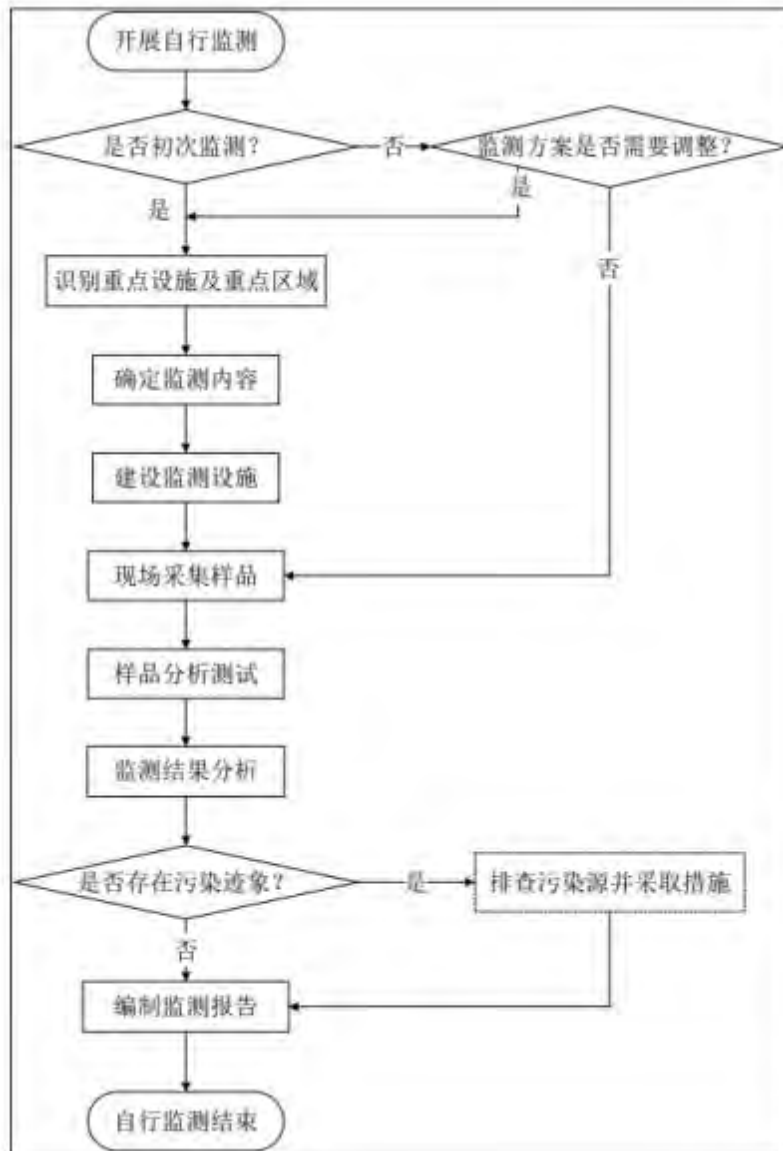 开展自行监测
是否初次监测?
否
监测方案是否需要调整?
是
是
识别重点设施及重点区域
否
确定监测内容
建设监测设施
现场采集样品
样品分析测试
监测结果分析
是否存在污染迹象?
是
排查污染源并采取措施
否
编制监测报告
自行监测结束